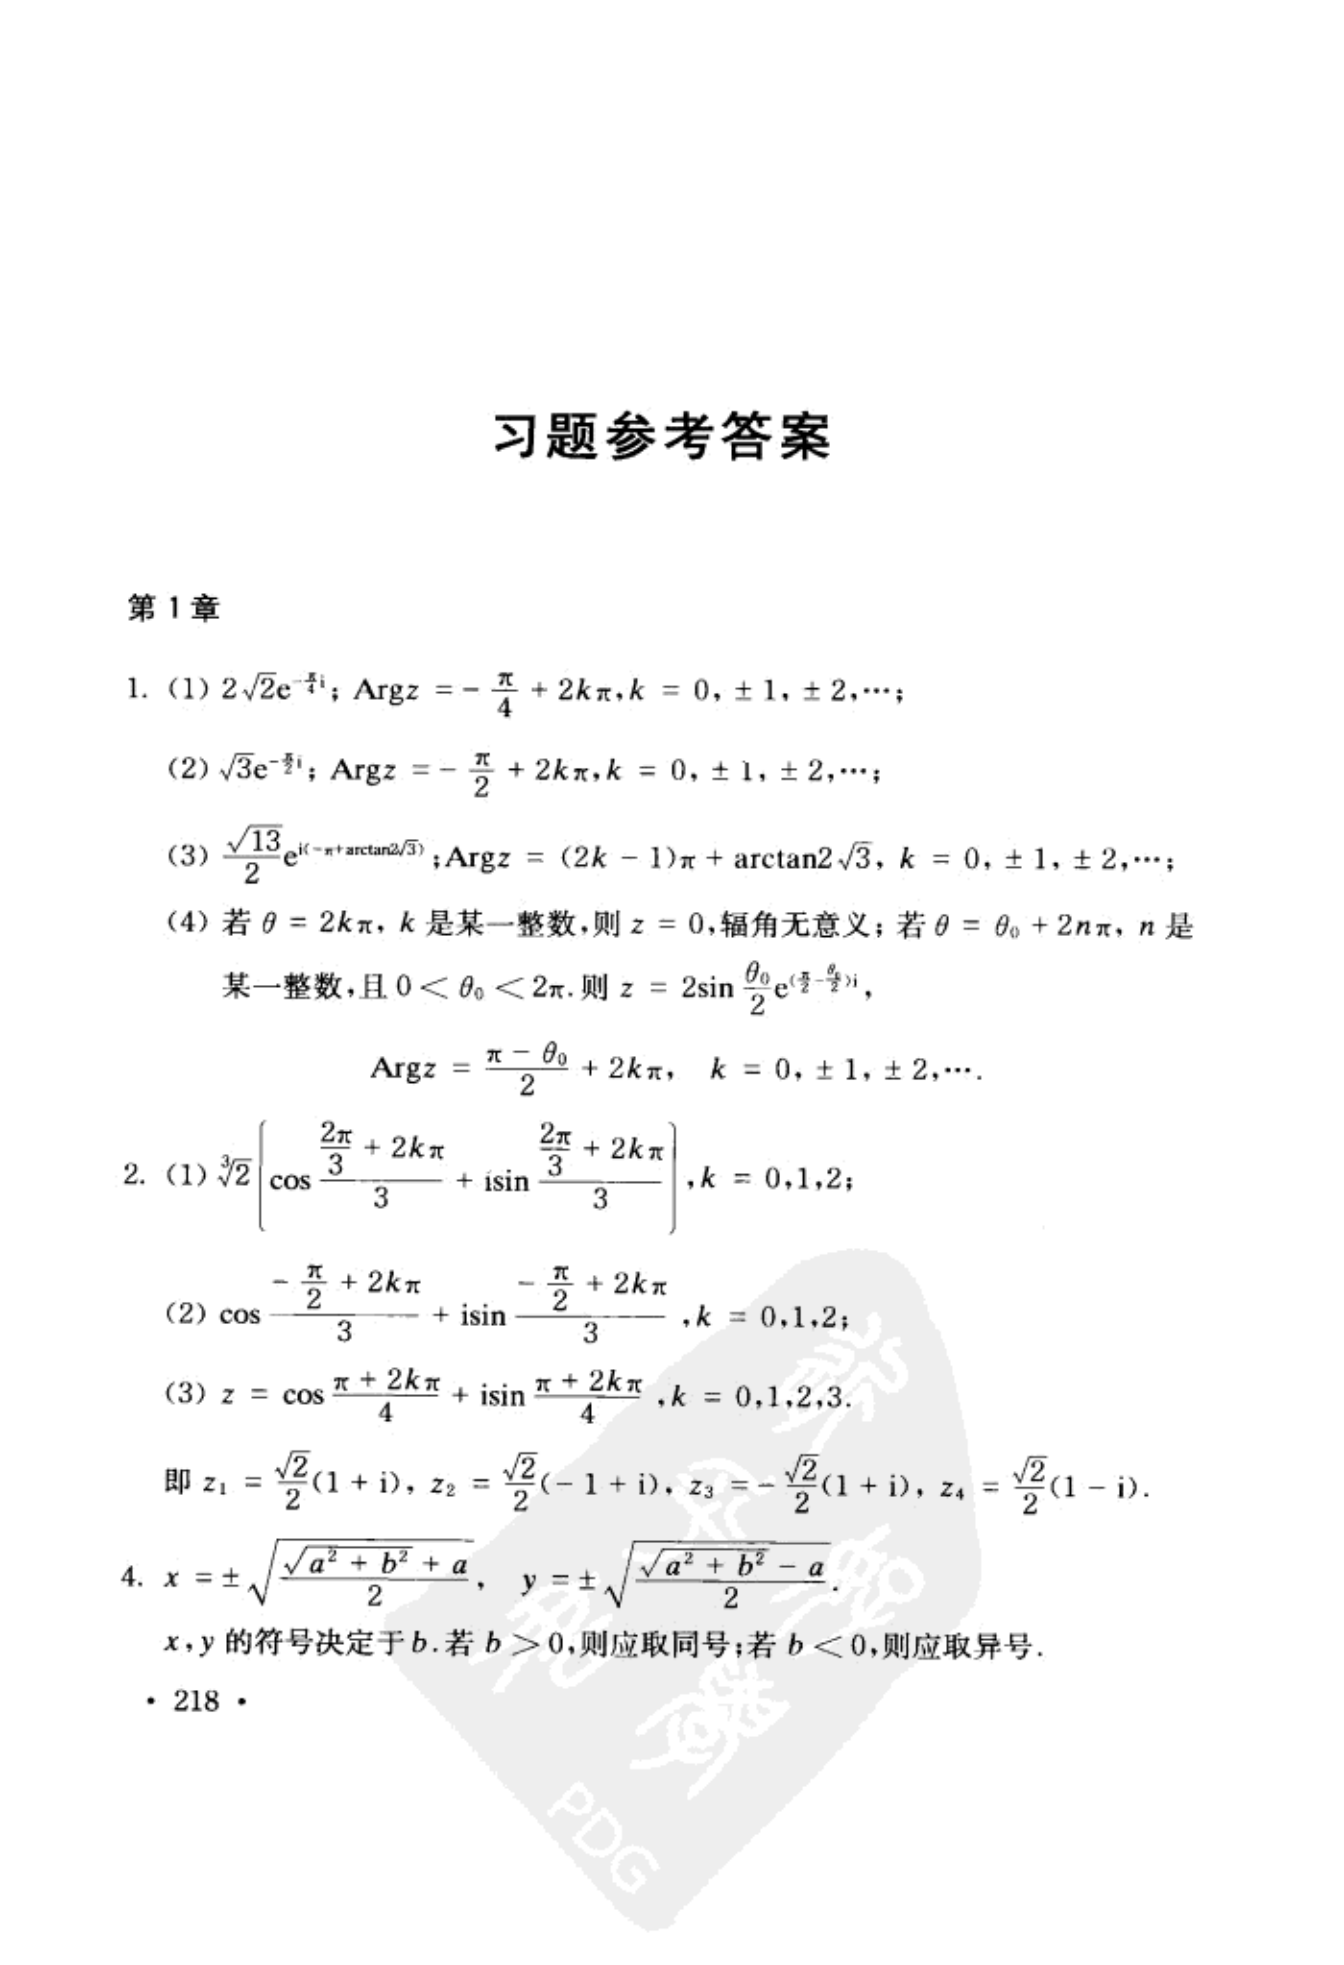 习题参考答案
第 1 章
1. (1) 2√2e^{-π/4 i}; Argz = -π/4 + 2kπ, k = 0, ±1, ±2,…;
(2) √3e^{-π/2 i}; Argz = -π/2 + 2kπ, k = 0, ±1, ±2,…;
(3) √13/2 e^{i(-π+arctan2√3)}; Argz = (2k - 1)π + arctan2√3, k = 0, ±1, ±2,…;
(4) 若 θ = 2kπ, k 是某一整数,则 z = 0,辐角无意义; 若 θ = θ₀ + 2nπ, n 是
某一整数,且 0 < θ₀ < 2π.则 z = 2sin θ₀/2 e^{(π/2 - θ₀/2)i},
Argz = (π - θ₀)/2 + 2kπ, k = 0, ±1, ±2,….
2. (1) ∛2 [cos (2π/3 + 2kπ)/3 + isin (2π/3 + 2kπ)/3], k = 0,1,2;
(2) cos (-π/2 + 2kπ)/3 + isin (-π/2 + 2kπ)/3, k = 0,1,2;
(3) z = cos (π + 2kπ)/4 + isin (π + 2kπ)/4, k = 0,1,2,3.
即 z₁ = √2/2 (1 + i), z₂ = √2/2 (-1 + i), z₃ = -√2/2 (1 + i), z₄ = √2/2 (1 - i).
4. x = ±√((√(a² + b²) + a)/2), y = ±√((√(a² + b²) - a)/2).
x, y 的符号决定于 b.若 b > 0,则应取同号;若 b < 0,则应取异号.
· 218 ·
PDG